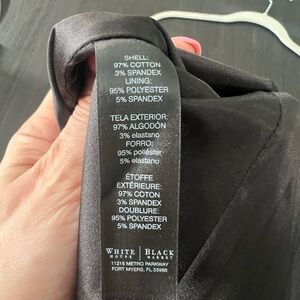 SHELL:
97% COTTON
3% SPANDEX
LINING:
95% POLYESTER
5% SPANDEX
TELA EXTERIOR:
97% ALGODÓN
3% elastano
FORRO:
95% poliéster
5% elastano
ÉTOFFE
EXTÉRIEURE:
97% COTON
3% SPANDEX
DOUBLURE:
95% POLYESTER
5% SPANDEX
WHITE | BLACK
HOUSE | MARKET
11215 METRO PARKWAY
FORT MYERS, FL 33966